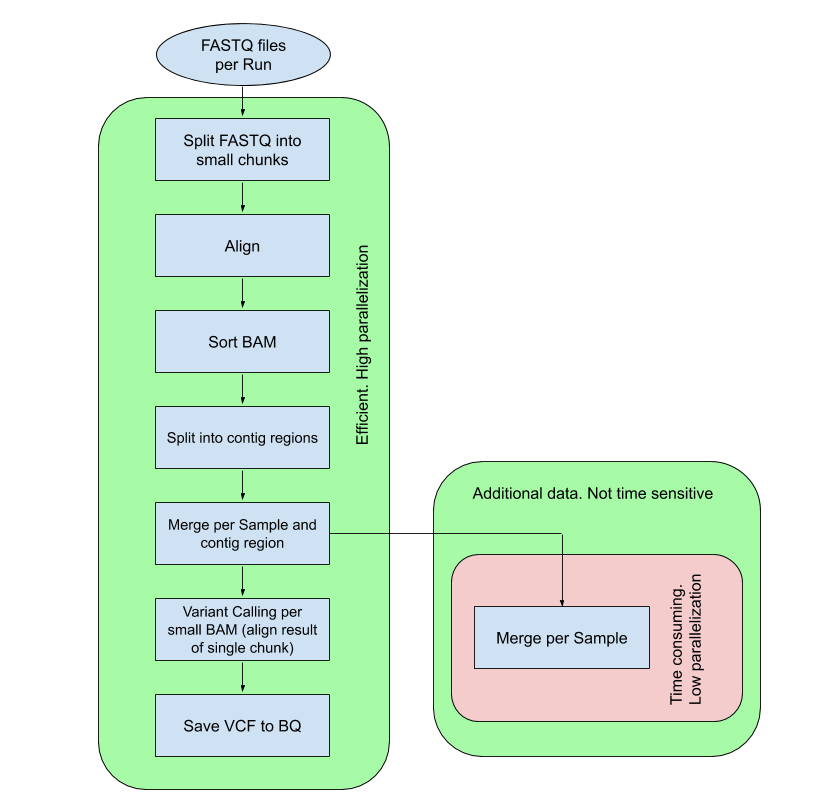 FASTQ files
per Run
Split FASTQ into
small chunks
Align
Sort BAM
Split into contig regions
Merge per Sample and
contig region
Variant Calling per
small BAM (align result
of single chunk)
Save VCF to BQ
Efficient. High parallelization
Additional data. Not time sensitive
Merge per Sample
Time consuming.
Low parallelization